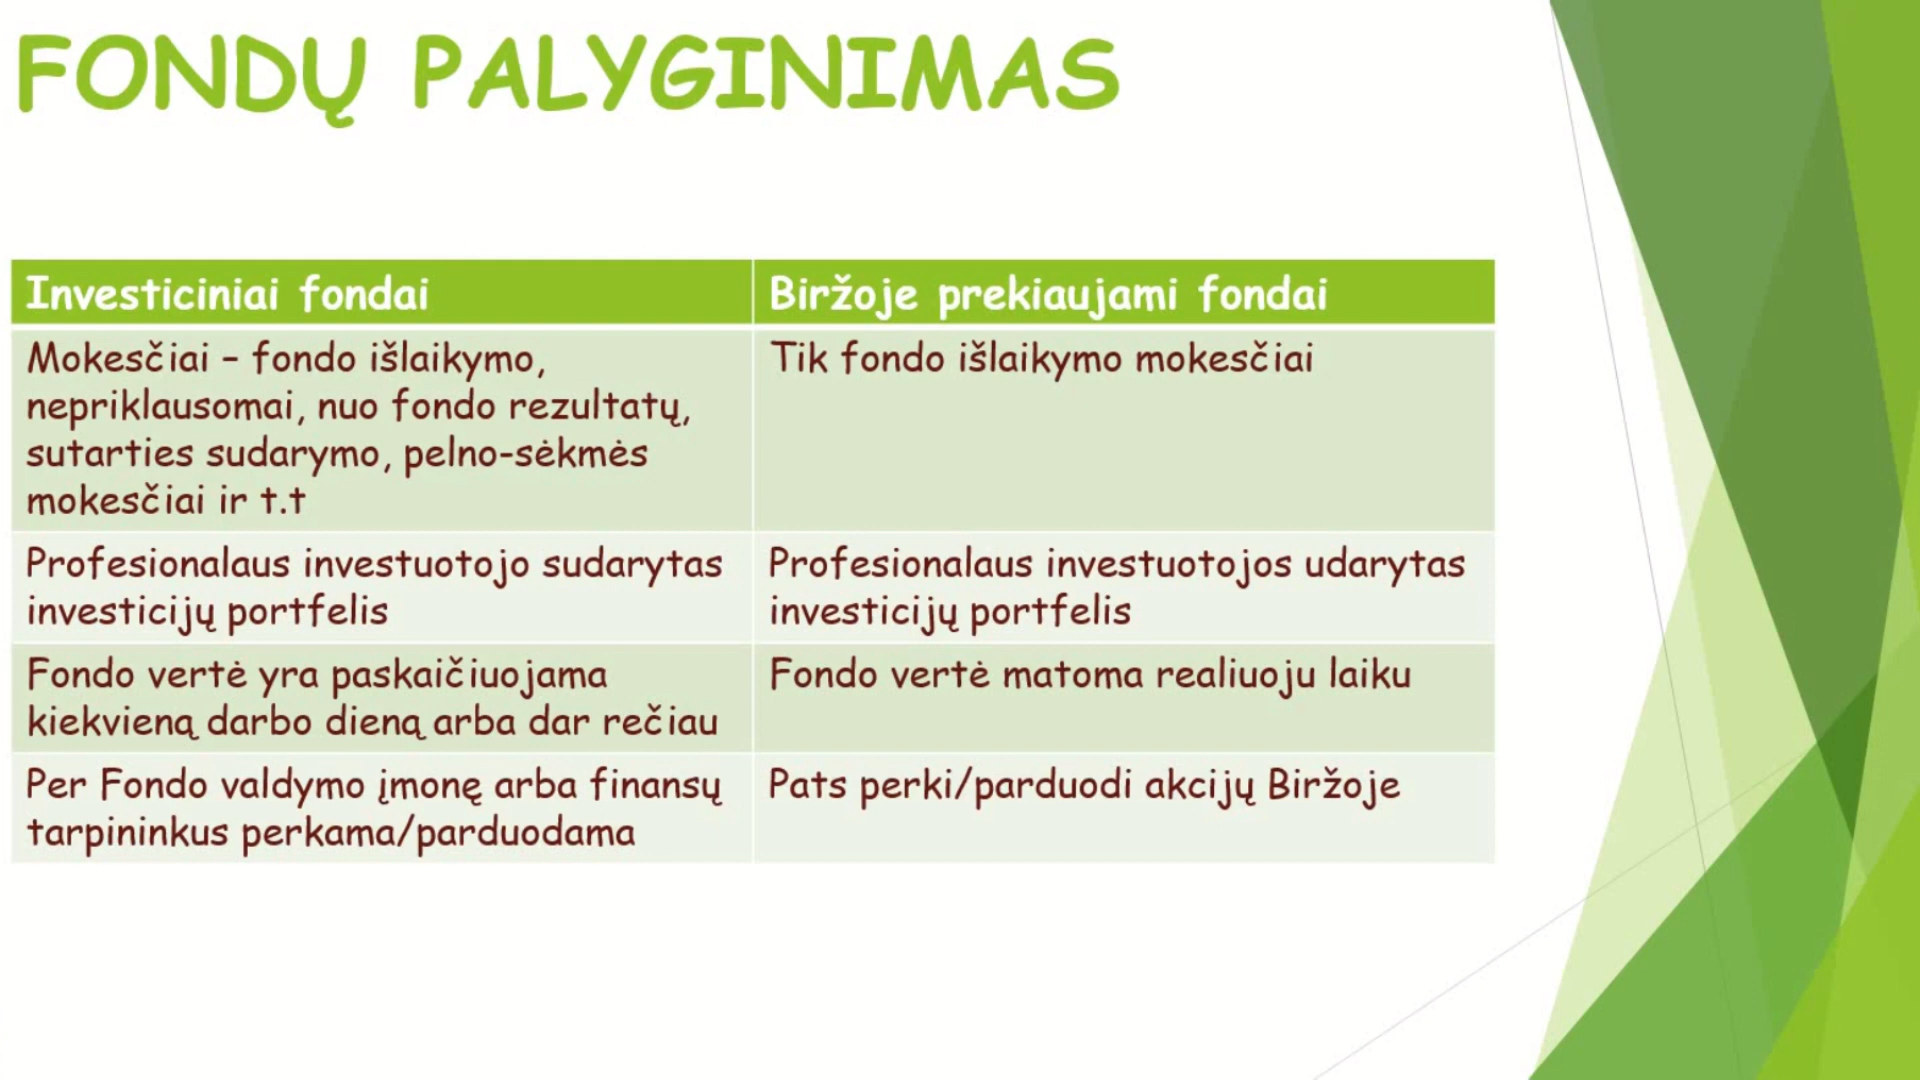 FONDŲ PALYGINIMAS
Investiciniai fondai
Biržoje prekiaujami fondai
Mokesčiai – fondo išlaikymo,
nepriklausomai, nuo fondo rezultatų,
sutarties sudarymo, pelno-sėkmės
mokesčiai ir t.t
Tik fondo išlaikymo mokesčiai
Profesionalaus investuotojo sudarytas
investicijų portfelis
Profesionalaus investuotojos udarytas
investicijų portfelis
Fondo vertė yra paskaičiuojama
kiekvieną darbo dieną arba dar rečiau
Fondo vertė matoma realiuoju laiku
Per Fondo valdymo įmonę arba finansų
tarpininkus perkama/parduodama
Pats perki/parduodi akcijų Biržoje